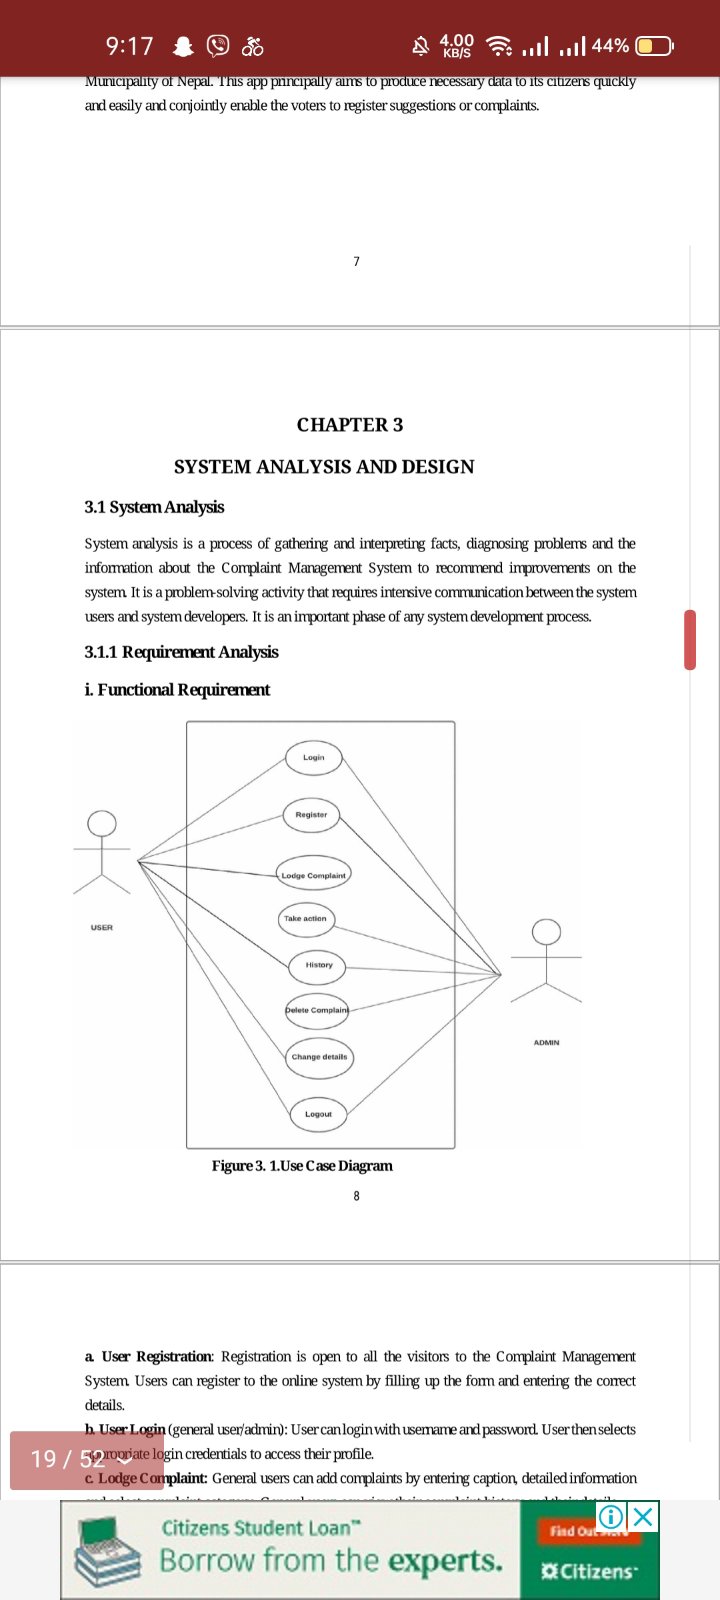 9:17
4.00
KB/S
44%
Municipality of Nepal. This app principally aims to produce necessary data to its citizens quickly
and easily and conjointly enable the voters to register suggestions or complaints.
7
CHAPTER 3
SYSTEM ANALYSIS AND DESIGN
3.1 System Analysis
System analysis is a process of gathering and interpreting facts, diagnosing problems and the
information about the Complaint Management System to recommend improvements on the
system. It is a problem-solving activity that requires intensive communication between the system
users and system developers. It is an important phase of any system development process.
3.1.1 Requirement Analysis
i. Functional Requirement
Login
Register
Lodge Complaint
Take action
USER
History
Delete Complain
ADMIN
Change details
Logout
Figure 3. 1.Use Case Diagram
8
a. User Registration: Registration is open to all the visitors to the Complaint Management
System. Users can register to the online system by filling up the form and entering the correct
details.
b. User Login (general user/admin): User can login with username and password. User then selects
appropriate login credentials to access their profile.
19 / 52
c. Lodge Complaint: General users can add complaints by entering caption, detailed information
Citizens Student Loan™
Borrow from the experts.
Find Out
Citizens